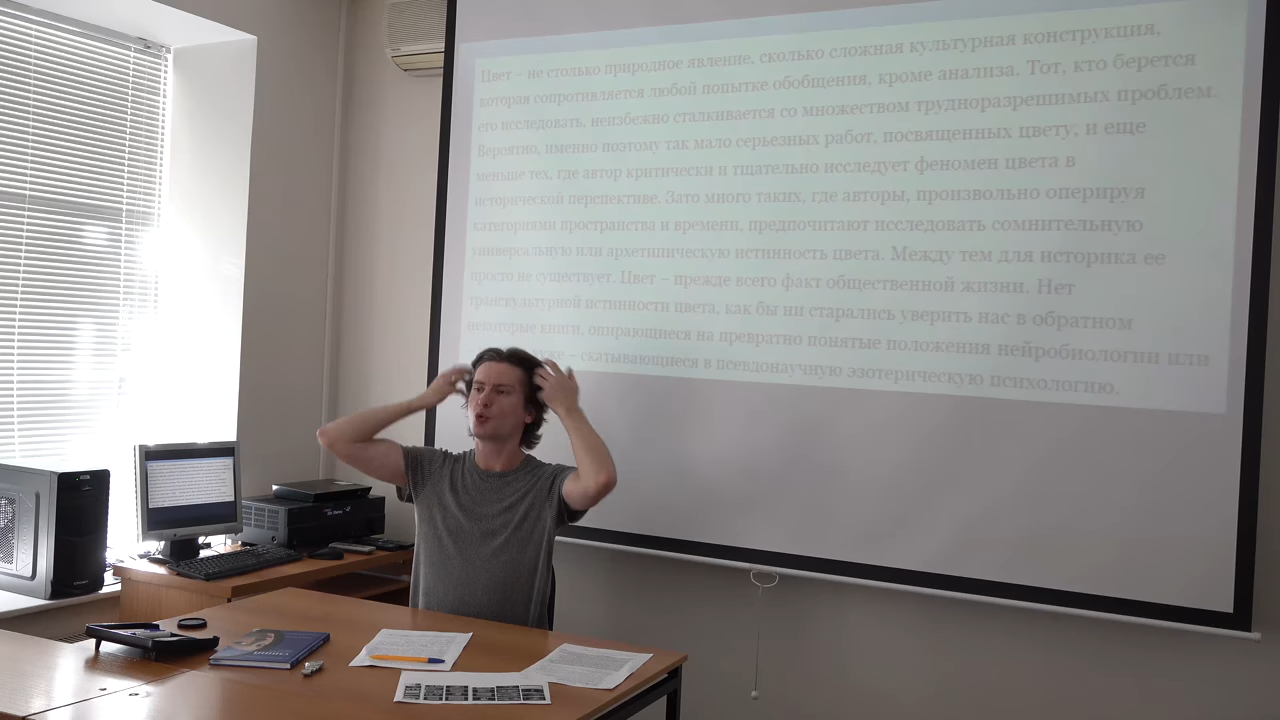 Цвет – не столько природное явление, сколько сложная культурная конструкция,
которая сопротивляется любой попытке обобщения, кроме анализа. Тот, кто берется
его исследовать, неизбежно сталкивается со множеством трудноразрешимых проблем.
Вероятно, именно поэтому так мало серьезных работ, посвященных цвету, и еще
меньше тех, где автор критически и тщательно исследует феномен цвета в
исторической перспективе. Зато много таких, где авторы, произвольно оперируя
категориями пространства и времени, предпочитают исследовать сомнительную
универсальную или архетипическую истинность цвета. Между тем для историка ее
просто не существует. Цвет – прежде всего факт общественной жизни. Нет
транскультурной истинности цвета, как бы ни старались уверить нас в обратном
некоторые книги, опирающиеся на превратно понятые положения нейробиологии или
– скатывающиеся в псевдонаучную эзотерическую психологию.